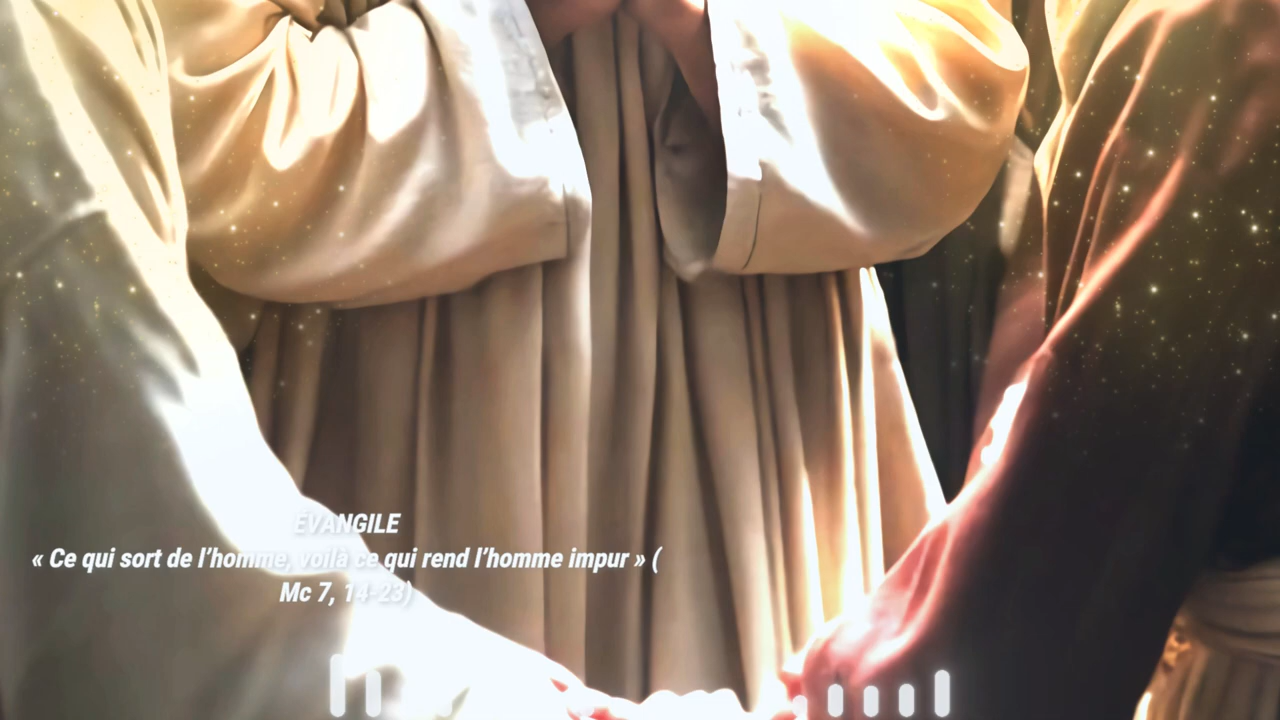 ÉVANGILE
« Ce qui sort de l’homme, voilà ce qui rend l’homme impur » (
Mc 7, 14-23)